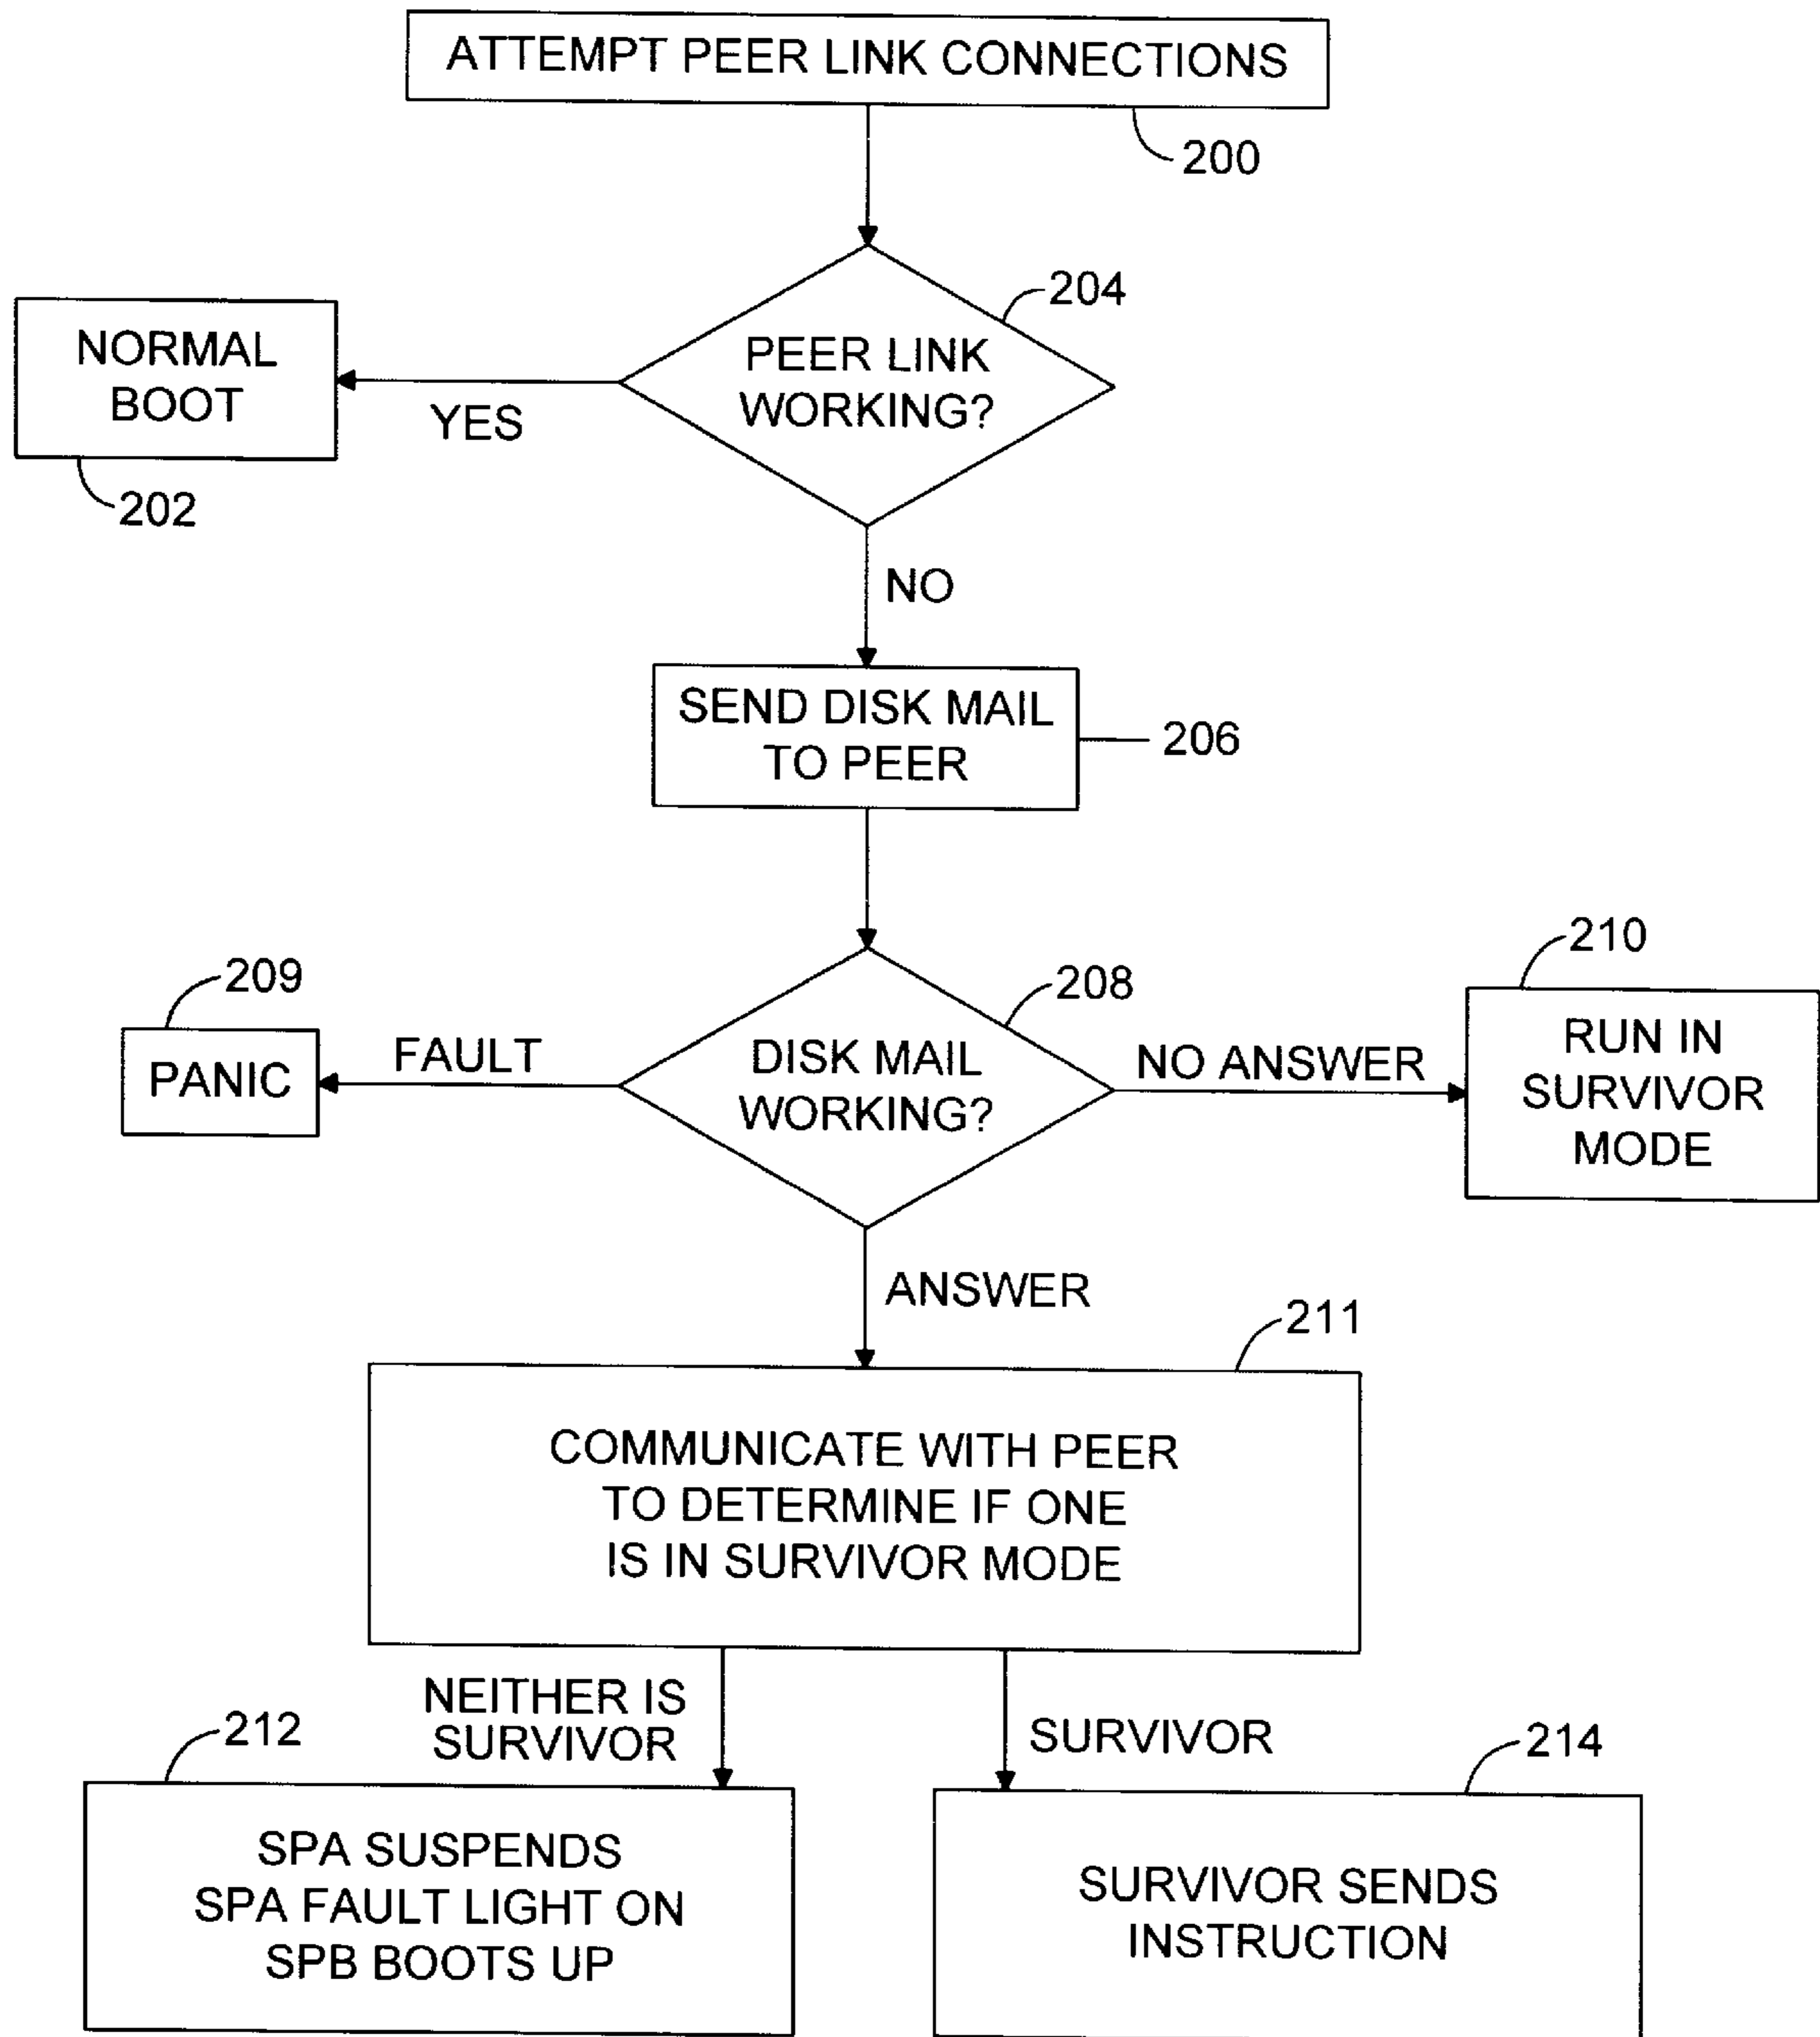 ATTEMPT PEER LINK CONNECTIONS
200
204
NORMAL
BOOT
PEER LINK
WORKING?
YES
202
NO
SEND DISK MAIL
TO PEER
206
210
209
208
PANIC
FAULT
DISK MAIL
WORKING?
NO ANSWER
RUN IN
SURVIVOR
MODE
ANSWER
211
COMMUNICATE WITH PEER
TO DETERMINE IF ONE
IS IN SURVIVOR MODE
NEITHER IS
SURVIVOR
SURVIVOR
212
214
SPA SUSPENDS
SPA FAULT LIGHT ON
SPB BOOTS UP
SURVIVOR SENDS
INSTRUCTION